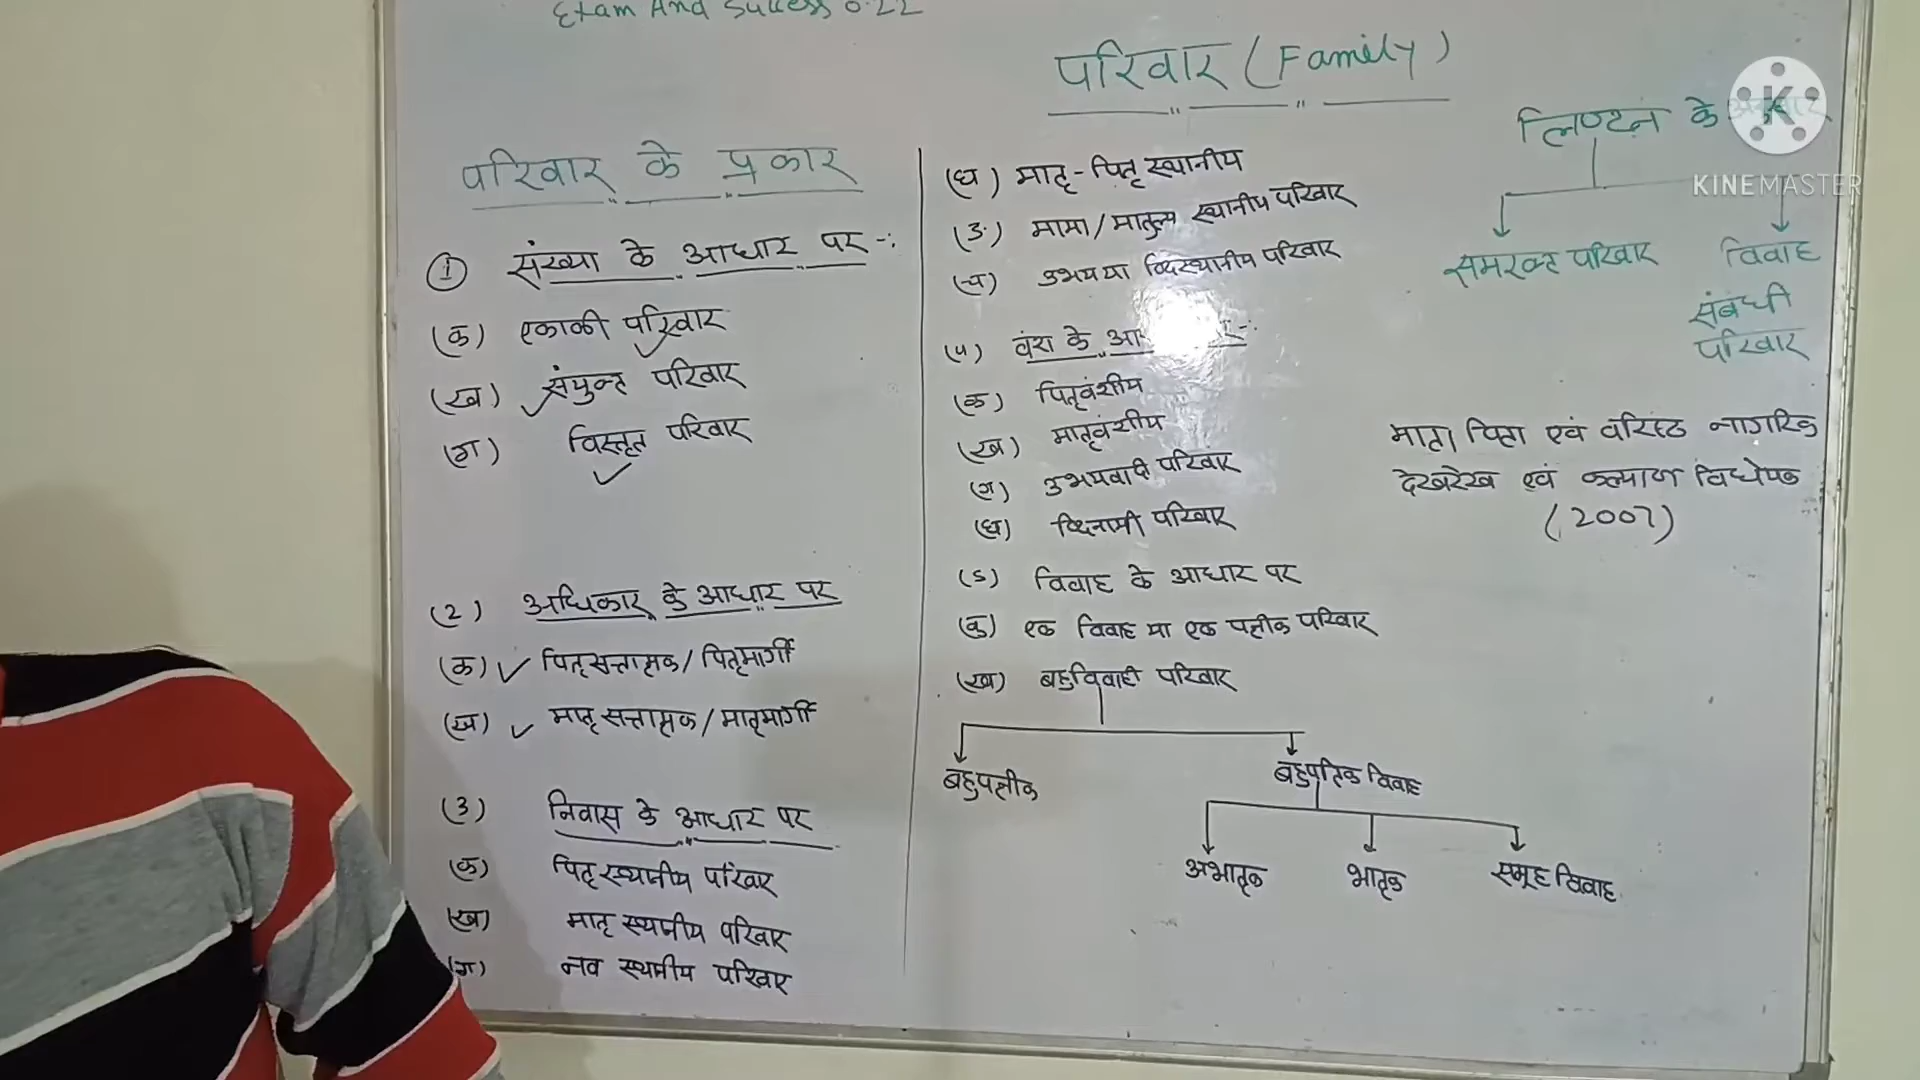 Exam And Success 0.22
परिवार (Family)
परिवार के प्रकार
① संख्या के आधार पर -:
(क) एकाकी परिवार
(ख) संयुक्त परिवार
(ग) विस्तृत परिवार
(2) अधिकार के आधार पर
(क) पितृसत्तात्मक/पितृमार्गी
(ख) मातृसत्तात्मक/मातृमार्गी
(3) निवास के आधार पर
(क) पितृस्थानीय परिवार
(ख) मातृ स्थानीय परिवार
(ग) नव स्थानीय परिवार
(घ) मातृ-पितृ स्थानीय
(ङ) मामा/मातुल्य स्थानीय परिवार
(च) उभय या द्विस्थानीय परिवार
(4) वंश के
(क) पितृवंशीय
(ख) मातृवंशीय
(ग) उभयवादी परिवार
(घ) द्विनामी परिवार
(5) विवाह के आधार पर
(क) एक विवाह या एक पत्नीक परिवार
(ख) बहुविवाही परिवार
बहुपत्नीक
बहुपतिक विवाह
अभातृक भातृक समूह विवाह
लिण्टन के
समरक्त परिवार
विवाह
संबंधी
परिवार
माता पिता एवं वरिष्ठ नागरिक
देखरेख एवं कल्याण विधेयक
(2007)
KINEMASTER